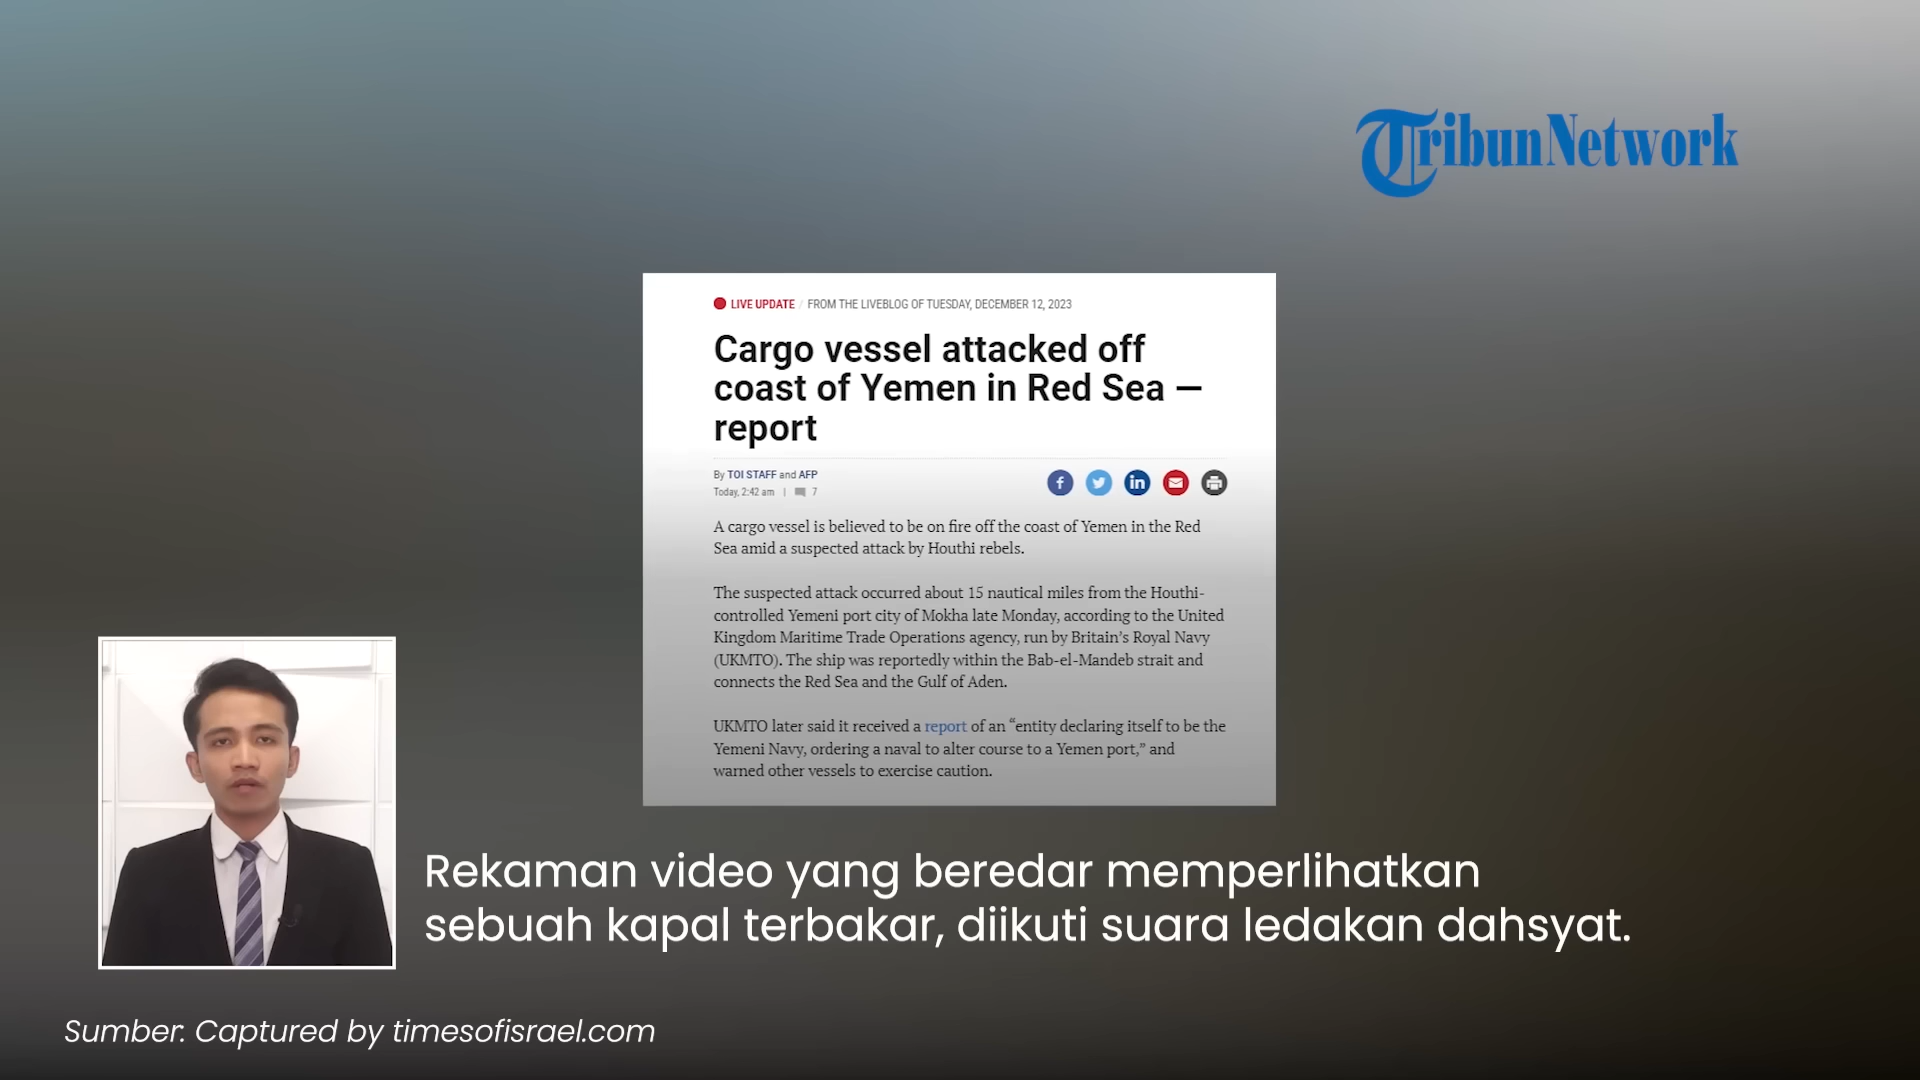 TribunNetwork
LIVE UPDATE / FROM THE LIVEBLOG OF TUESDAY, DECEMBER 12, 2023
Cargo vessel attacked off
coast of Yemen in Red Sea —
report
By TOI STAFF and AFP
Today, 2:42 am | 7
A cargo vessel is believed to be on fire off the coast of Yemen in the Red
Sea amid a suspected attack by Houthi rebels.
The suspected attack occurred about 15 nautical miles from the Houthi-
controlled Yemeni port city of Mokha late Monday, according to the United
Kingdom Maritime Trade Operations agency, run by Britain’s Royal Navy
(UKMTO). The ship was reportedly within the Bab-el-Mandeb strait and
connects the Red Sea and the Gulf of Aden.
UKMTO later said it received a report of an “entity declaring itself to be the
Yemeni Navy, ordering a naval to alter course to a Yemen port,” and
warned other vessels to exercise caution.
Rekaman video yang beredar memperlihatkan
sebuah kapal terbakar, diikuti suara ledakan dahsyat.
Sumber: Captured by timesofisrael.com